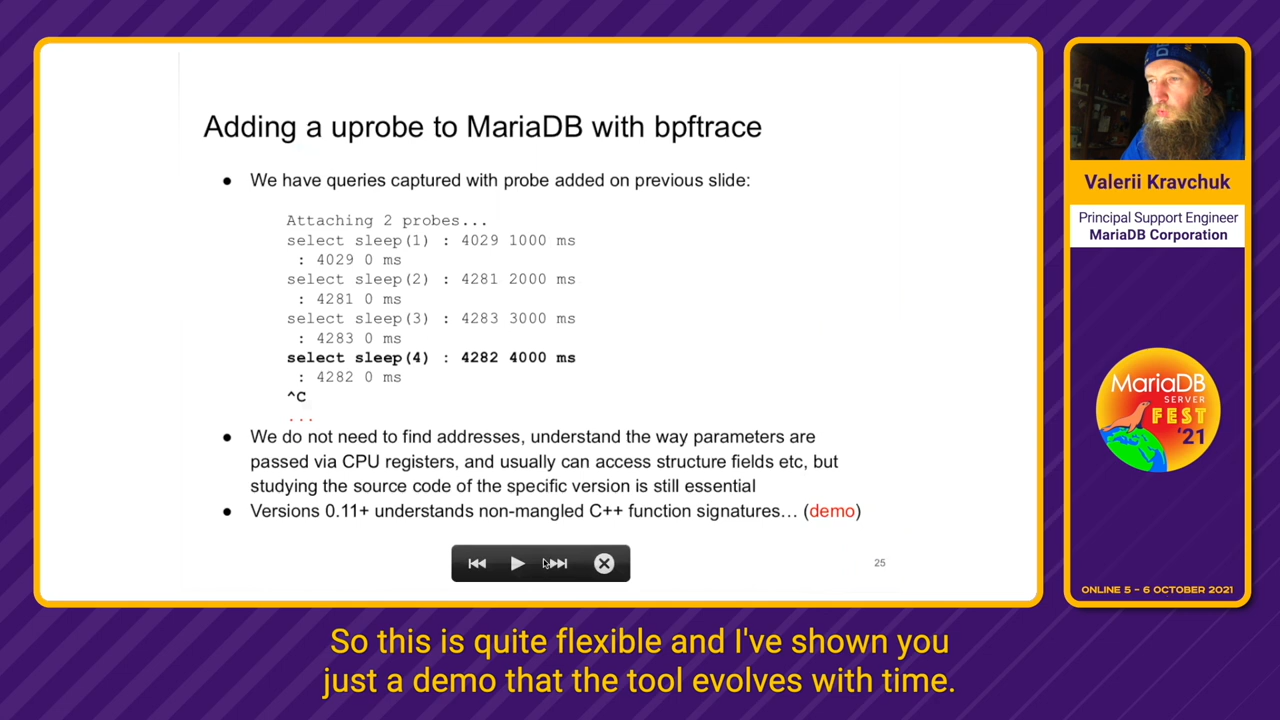 Adding a uprobe to MariaDB with bpftrace
● We have queries captured with probe added on previous slide:
Attaching 2 probes...
select sleep(1) : 4029 1000 ms
: 4029 0 ms
select sleep(2) : 4281 2000 ms
: 4281 0 ms
select sleep(3) : 4283 3000 ms
: 4283 0 ms
select sleep(4) : 4282 4000 ms
: 4282 0 ms
^C
...
● We do not need to find addresses, understand the way parameters are
passed via CPU registers, and usually can access structure fields etc, but
studying the source code of the specific version is still essential
● Versions 0.11+ understands non-mangled C++ function signatures… (demo)
25
Valerii Kravchuk
Principal Support Engineer
MariaDB Corporation
MariaDB
SERVER
FEST
'21
ONLINE 5 - 6 OCTOBER 2021
So this is quite flexible and I've shown you
just a demo that the tool evolves with time.